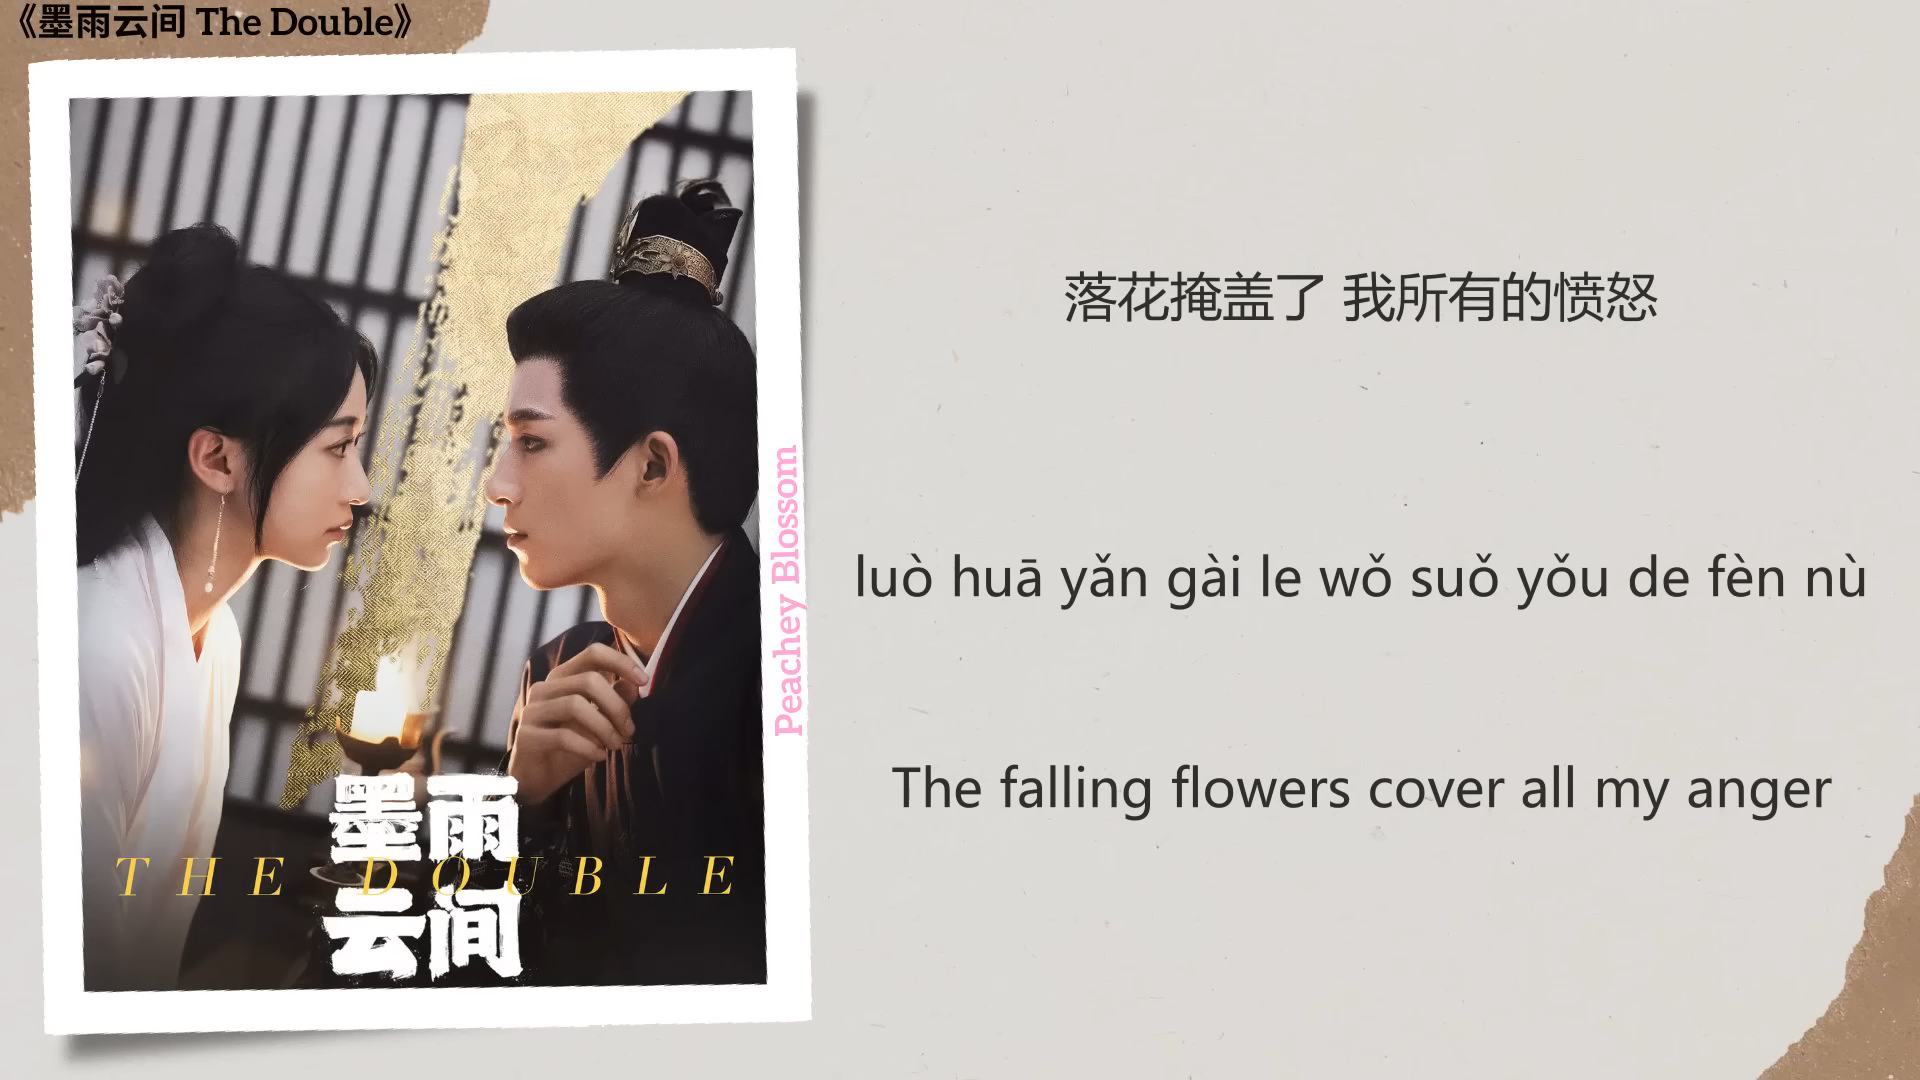 《墨雨云间 The Double》
落花掩盖了 我所有的愤怒
luò huā yǎn gài le wǒ suǒ yǒu de fèn nù
The falling flowers cover all my anger
Peachey Blossom
墨雨
THE DOUBLE
云间